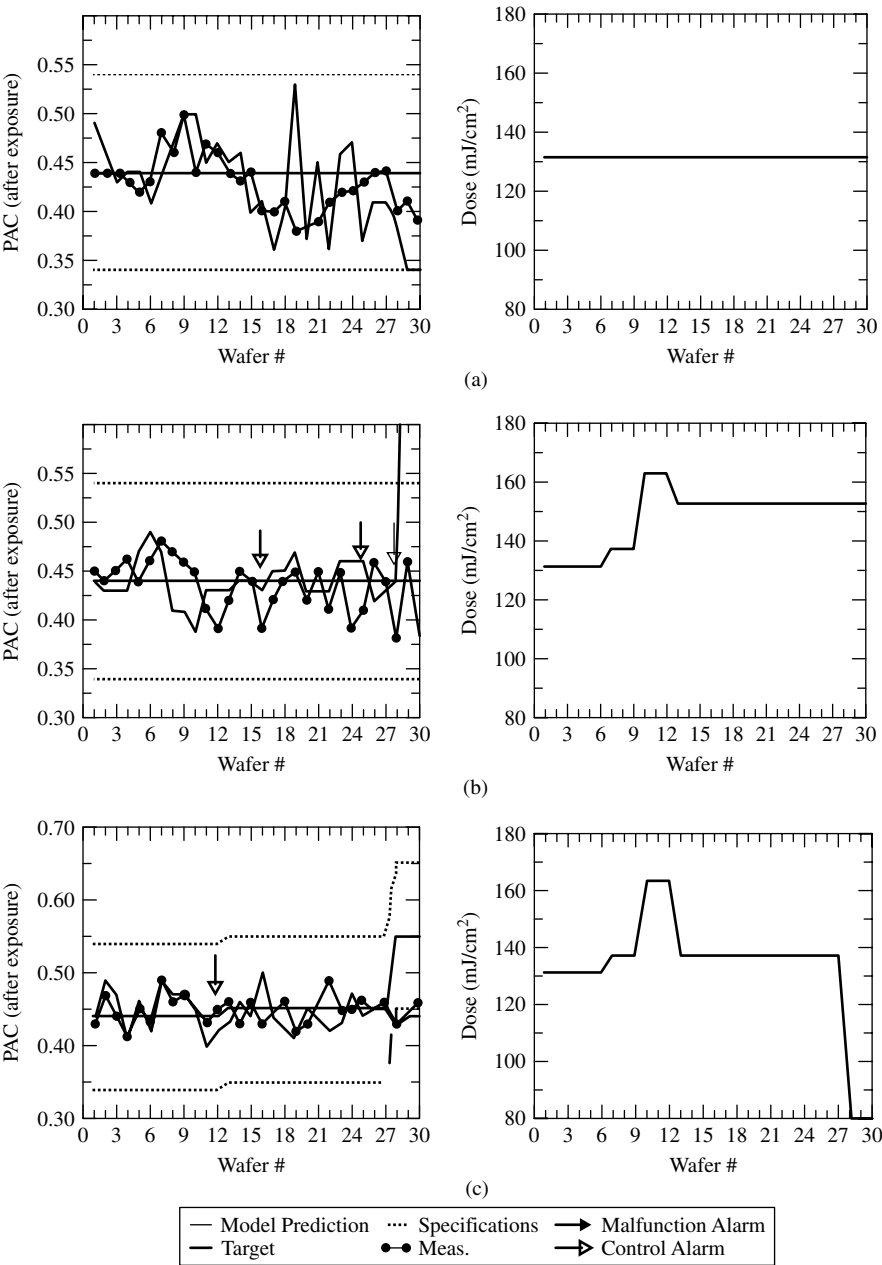 PAC (after exposure)
0.55
0.50
0.45
0.40
0.35
0.30
0 3 6 9 12 15 18 21 24 27 30
Wafer #
Dose (mJ/cm²)
180
160
140
120
100
80
0 3 6 9 12 15 18 21 24 27 30
Wafer #
(a)
PAC (after exposure)
0.55
0.50
0.45
0.40
0.35
0.30
0 3 6 9 12 15 18 21 24 27 30
Wafer #
Dose (mJ/cm²)
180
160
140
120
100
80
0 3 6 9 12 15 18 21 24 27 30
Wafer #
(b)
PAC (after exposure)
0.70
0.60
0.50
0.40
0.30
0 3 6 9 12 15 18 21 24 27 30
Wafer #
Dose (mJ/cm²)
180
160
140
120
100
80
0 3 6 9 12 15 18 21 24 27 30
Wafer #
(c)
Model Prediction Specifications Malfunction Alarm
Target Meas. Control Alarm